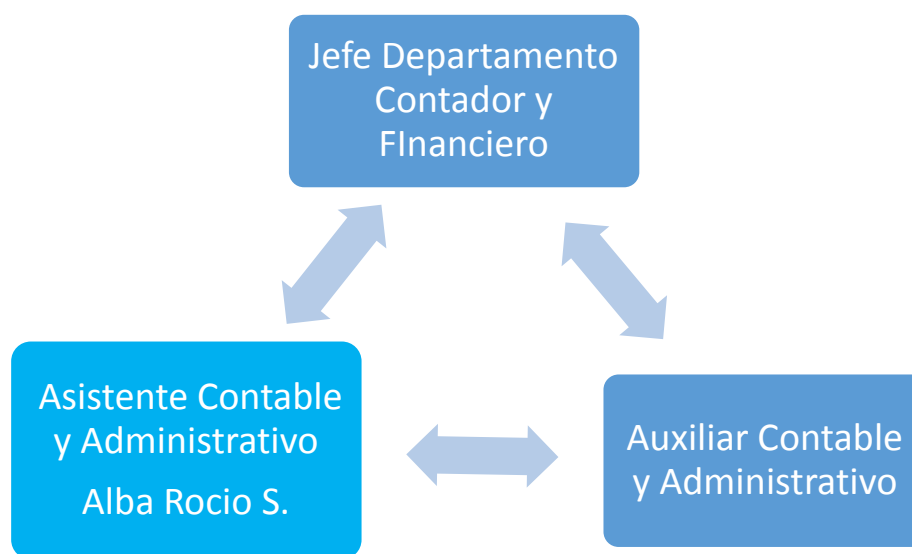 Jefe Departamento
Contador y
FInanciero
Asistente Contable
y Administrativo
Alba Rocio S.
Auxiliar Contable
y Administrativo